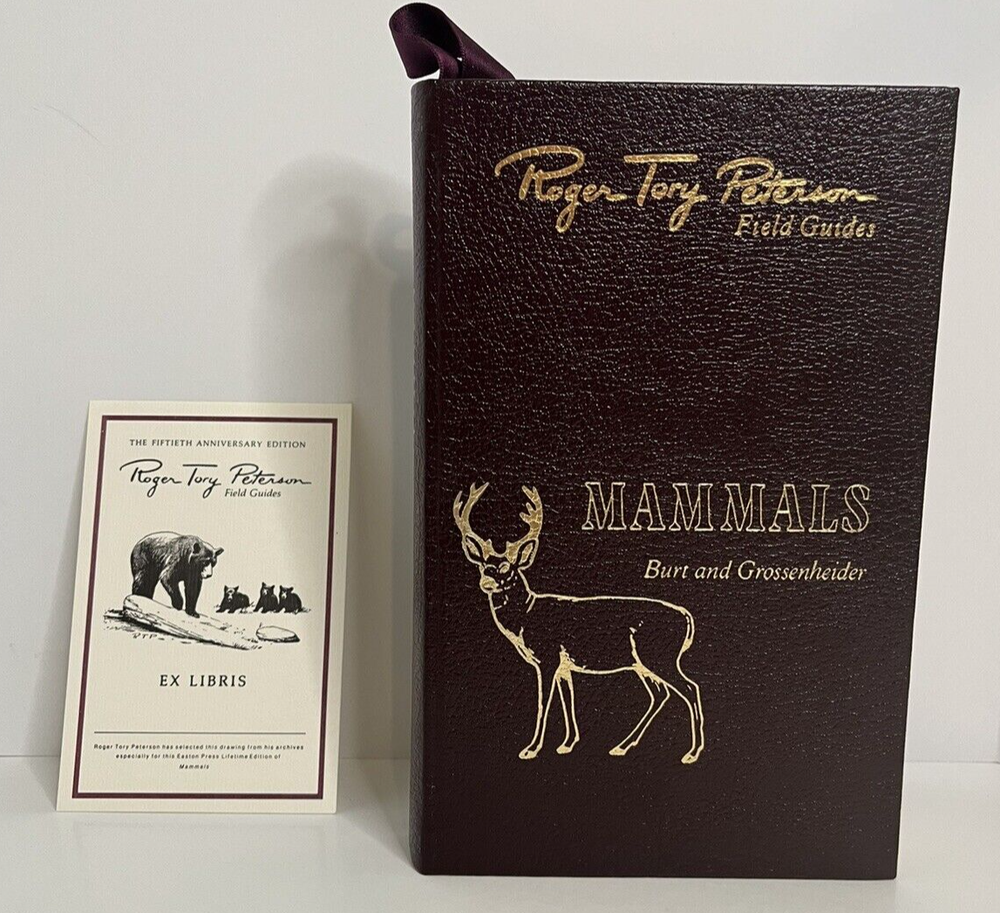 THE FIFTIETH ANNIVERSARY EDITION
Roger Tory Peterson
Field Guides
RTP
EX LIBRIS
Roger Tory Peterson has selected this drawing from his archives
especially for this Easton Press Lifetime Edition of
Mammals
Roger Tory Peterson
Field Guides
MAMMALS
Burt and Grossenheider